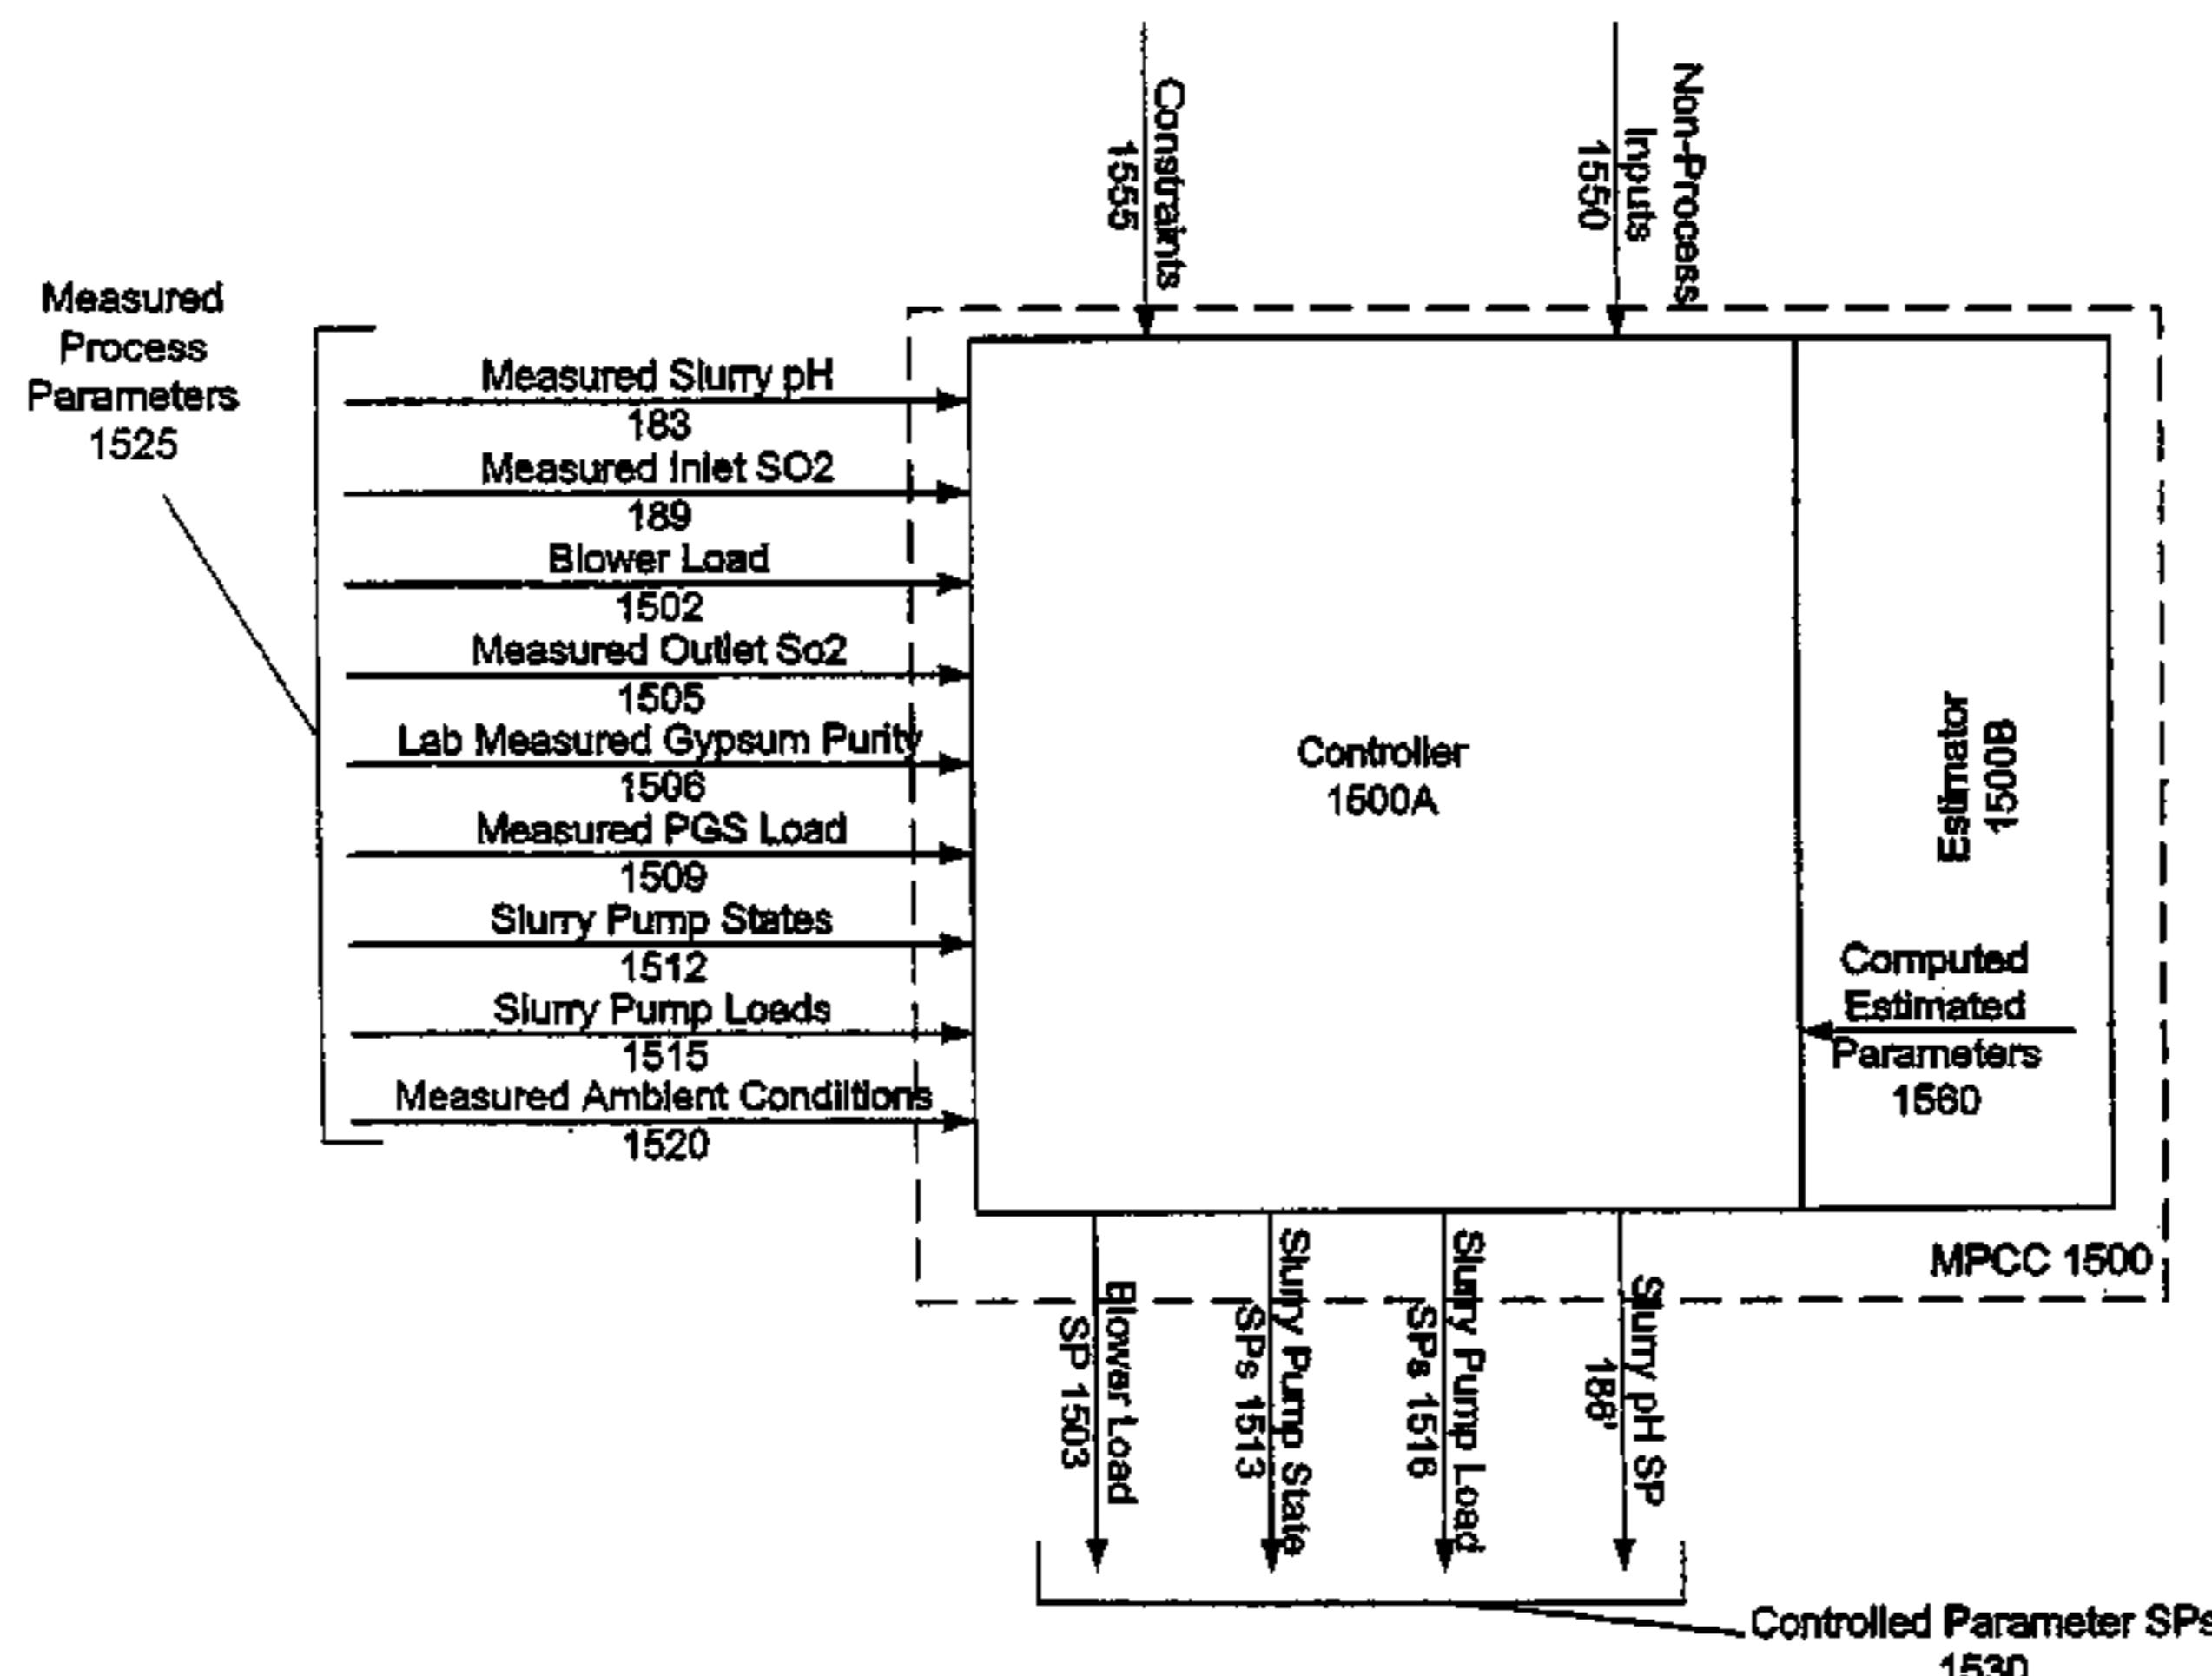 Constraints
1555
Non-Process
Inputs
1550
Measured
Process
Parameters
1525
Measured Slurry pH
183
Measured Inlet SO2
189
Blower Load
1502
Measured Outlet So2
1505
Lab Measured Gypsum Purity
1506
Measured PGS Load
1509
Slurry Pump States
1512
Slurry Pump Loads
1515
Measured Ambient Condiltions
1520
Controller
1500A
Estimator
1500B
Computed
Estimated
Parameters
1560
MPCC 1500
Blower Load
SP 1503
Slurry Pump State
SPs 1513
Slurry Pump Load
SPs 1516
Slurry pH SP
188'
Controlled Parameter SPs
1530